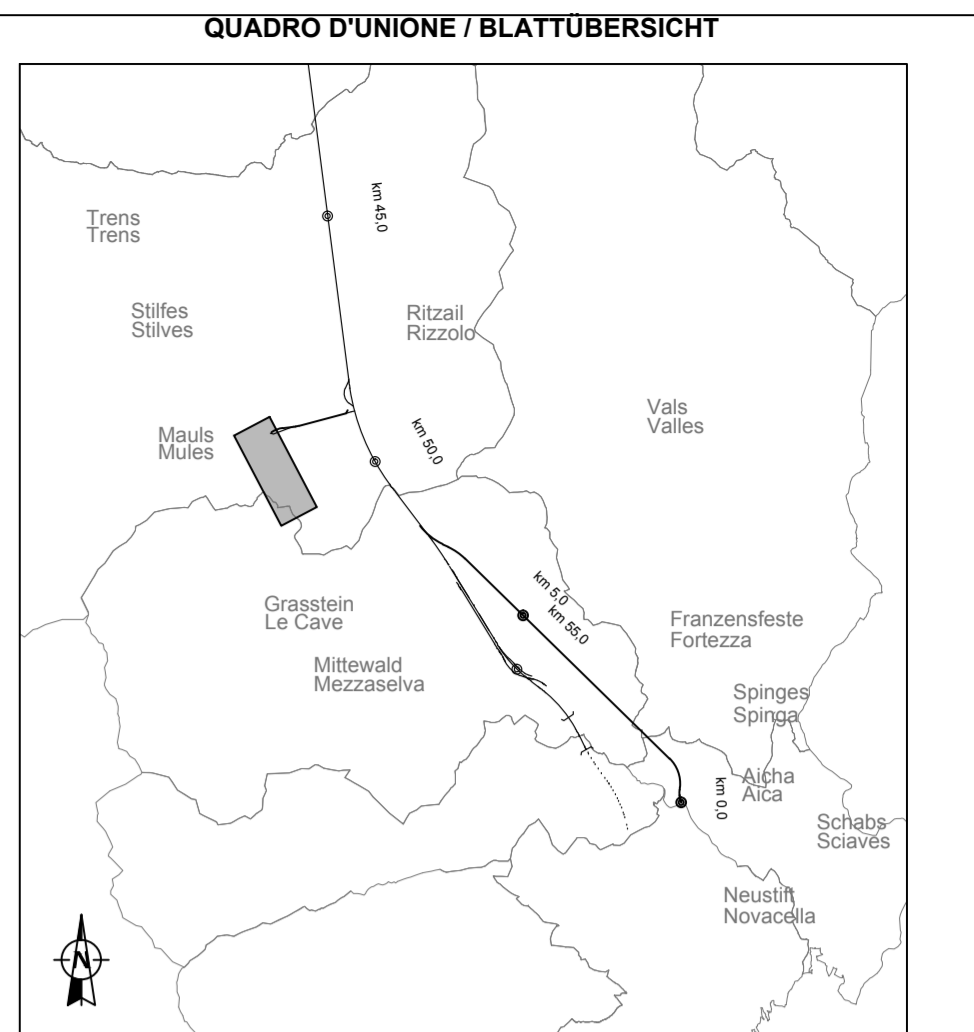 QUADRO D'UNIONE / BLATTÜBERSICHT
km 45,0
Trens
Trens
Stilfes
Stilves
Ritzail
Rizzolo
Vals
Valles
Mauls
Mules
km 50,0
Grasstein
Le Cave
km 5,0
km 55,0
Franzensfeste
Fortezza
Mittewald
Mezzaselva
Spinges
Spinga
Aicha
Aica
km 0,0
Schabs
Sciaves
Neustift
Novacella
N